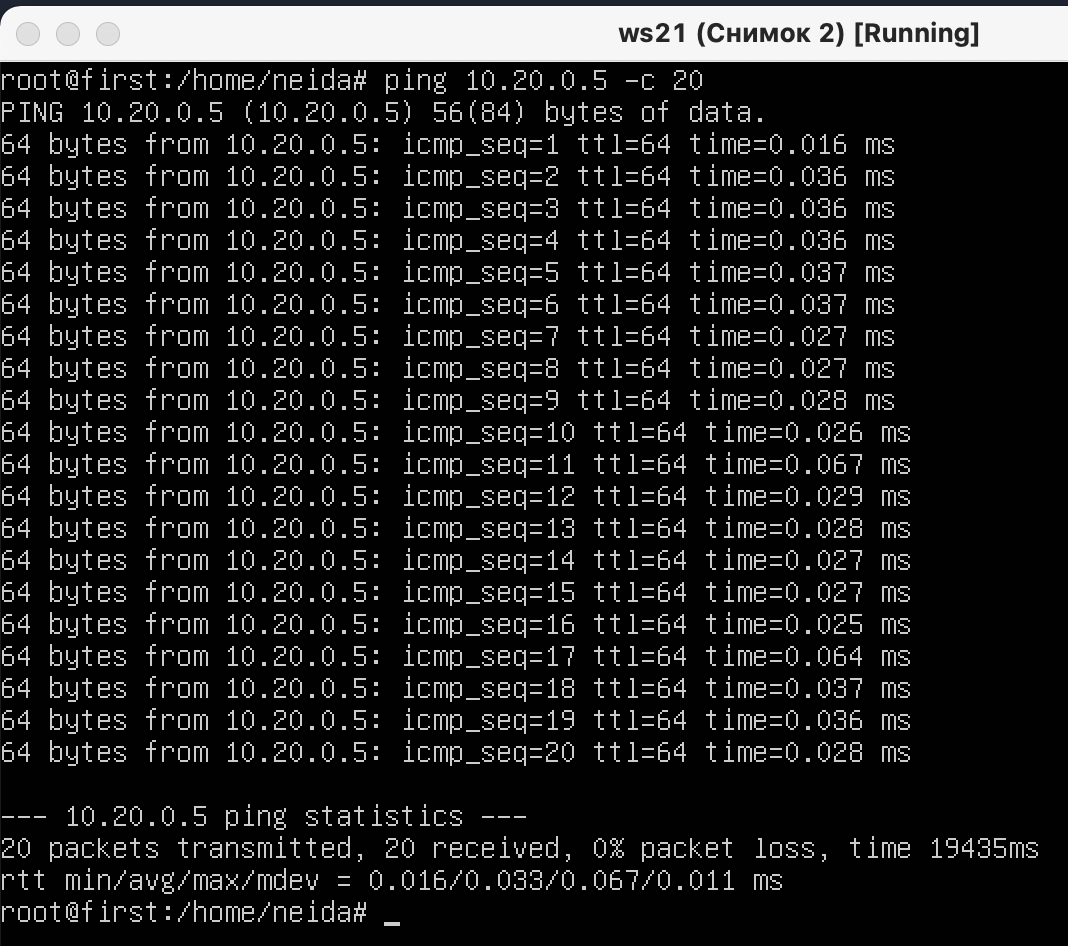 ws21 (Снимок 2) [Running]
root@first:/home/neida# ping 10.20.0.5 -c 20
PING 10.20.0.5 (10.20.0.5) 56(84) bytes of data.
64 bytes from 10.20.0.5: icmp_seq=1 ttl=64 time=0.016 ms
64 bytes from 10.20.0.5: icmp_seq=2 ttl=64 time=0.036 ms
64 bytes from 10.20.0.5: icmp_seq=3 ttl=64 time=0.036 ms
64 bytes from 10.20.0.5: icmp_seq=4 ttl=64 time=0.036 ms
64 bytes from 10.20.0.5: icmp_seq=5 ttl=64 time=0.037 ms
64 bytes from 10.20.0.5: icmp_seq=6 ttl=64 time=0.037 ms
64 bytes from 10.20.0.5: icmp_seq=7 ttl=64 time=0.027 ms
64 bytes from 10.20.0.5: icmp_seq=8 ttl=64 time=0.027 ms
64 bytes from 10.20.0.5: icmp_seq=9 ttl=64 time=0.028 ms
64 bytes from 10.20.0.5: icmp_seq=10 ttl=64 time=0.026 ms
64 bytes from 10.20.0.5: icmp_seq=11 ttl=64 time=0.067 ms
64 bytes from 10.20.0.5: icmp_seq=12 ttl=64 time=0.029 ms
64 bytes from 10.20.0.5: icmp_seq=13 ttl=64 time=0.028 ms
64 bytes from 10.20.0.5: icmp_seq=14 ttl=64 time=0.027 ms
64 bytes from 10.20.0.5: icmp_seq=15 ttl=64 time=0.027 ms
64 bytes from 10.20.0.5: icmp_seq=16 ttl=64 time=0.025 ms
64 bytes from 10.20.0.5: icmp_seq=17 ttl=64 time=0.064 ms
64 bytes from 10.20.0.5: icmp_seq=18 ttl=64 time=0.037 ms
64 bytes from 10.20.0.5: icmp_seq=19 ttl=64 time=0.036 ms
64 bytes from 10.20.0.5: icmp_seq=20 ttl=64 time=0.028 ms
--- 10.20.0.5 ping statistics ---
20 packets transmitted, 20 received, 0% packet loss, time 19435ms
rtt min/avg/max/mdev = 0.016/0.033/0.067/0.011 ms
root@first:/home/neida# _